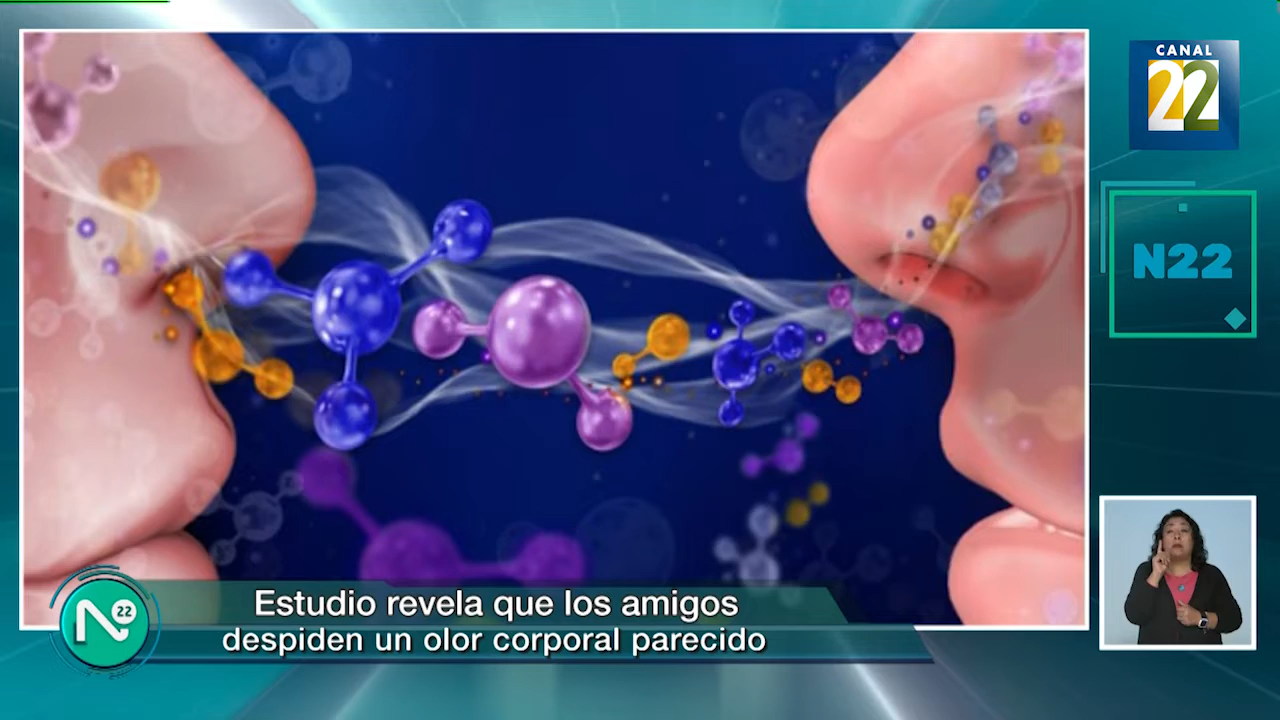 CANAL
22
N22
N 22
Estudio revela que los amigos
despiden un olor corporal parecido